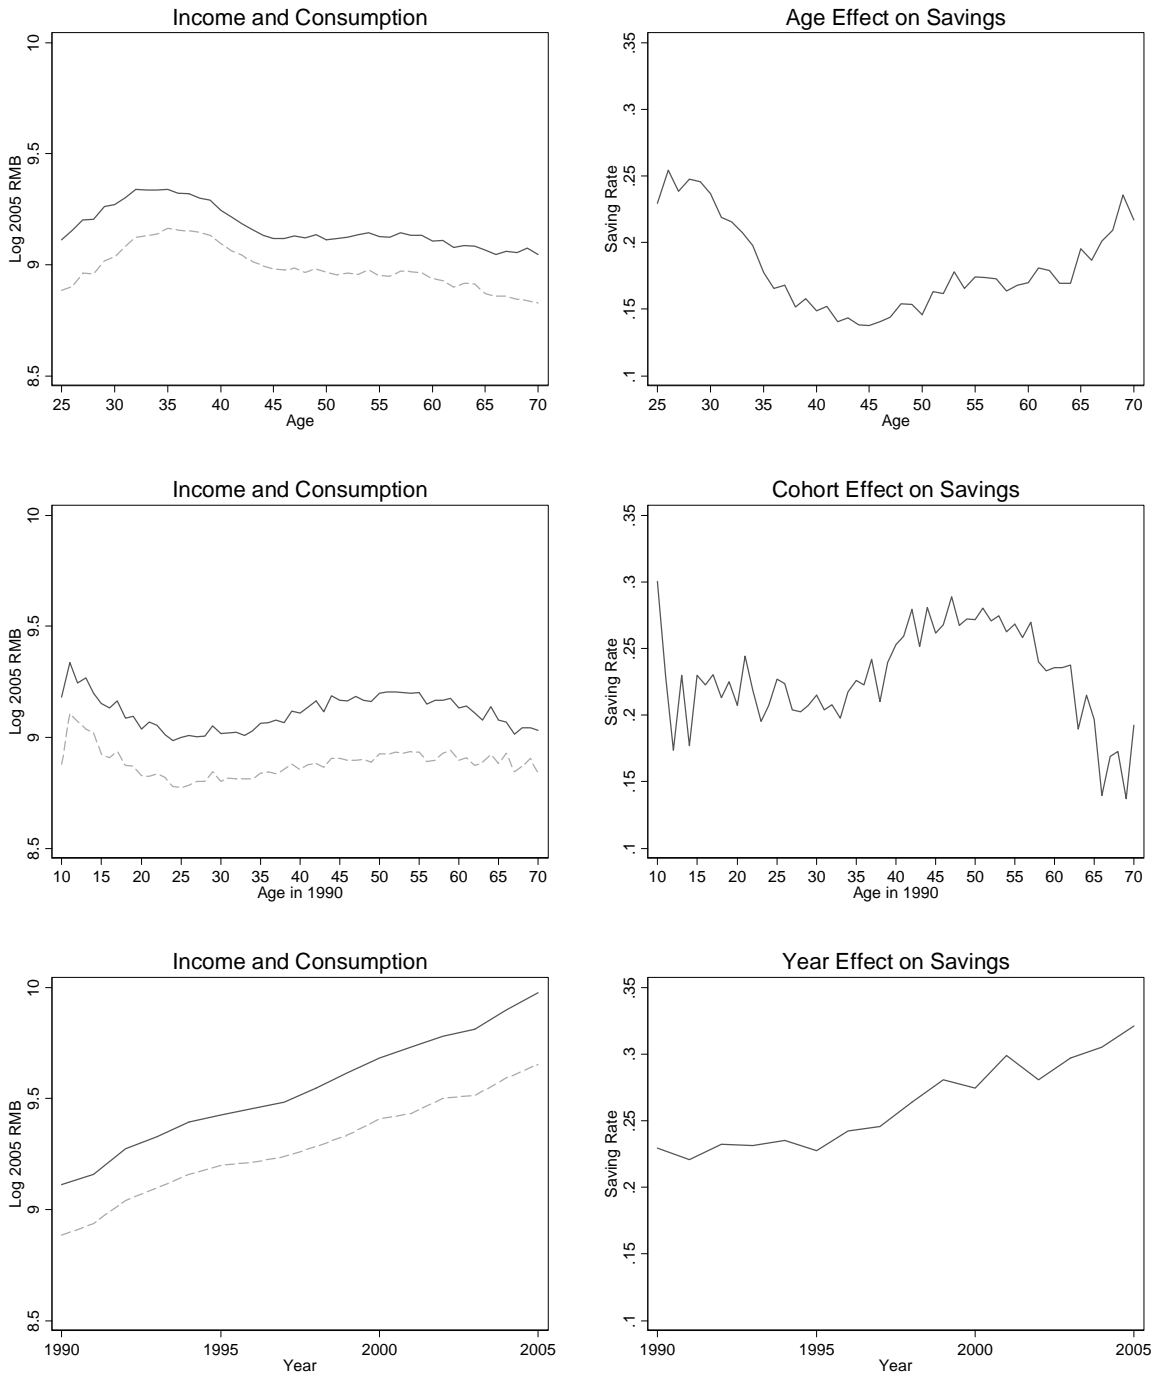 Income and Consumption
Log 2005 RMB
10
9.5
9
8.5
25 30 35 40 45 50 55 60 65 70
Age
Age Effect on Savings
Saving Rate
.35
.3
.25
.2
.15
.1
25 30 35 40 45 50 55 60 65 70
Age
Income and Consumption
Log 2005 RMB
10
9.5
9
8.5
10 15 20 25 30 35 40 45 50 55 60 65 70
Age in 1990
Cohort Effect on Savings
Saving Rate
.35
.3
.25
.2
.15
.1
10 15 20 25 30 35 40 45 50 55 60 65 70
Age in 1990
Income and Consumption
Log 2005 RMB
10
9.5
9
8.5
1990 1995 2000 2005
Year
Year Effect on Savings
Saving Rate
.35
.3
.25
.2
.15
.1
1990 1995 2000 2005
Year